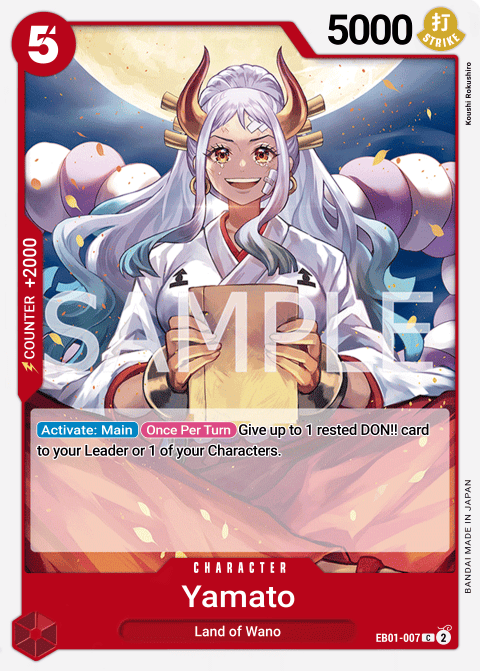 5
5000
打
STRIKE
Koushi Rokushiro
COUNTER +2000
SAMPLE
Activate: Main Once Per Turn Give up to 1 rested DON!! card
to your Leader or 1 of your Characters.
CHARACTER
Yamato
Land of Wano
EB01-007 C 2
BANDAI MADE IN JAPAN